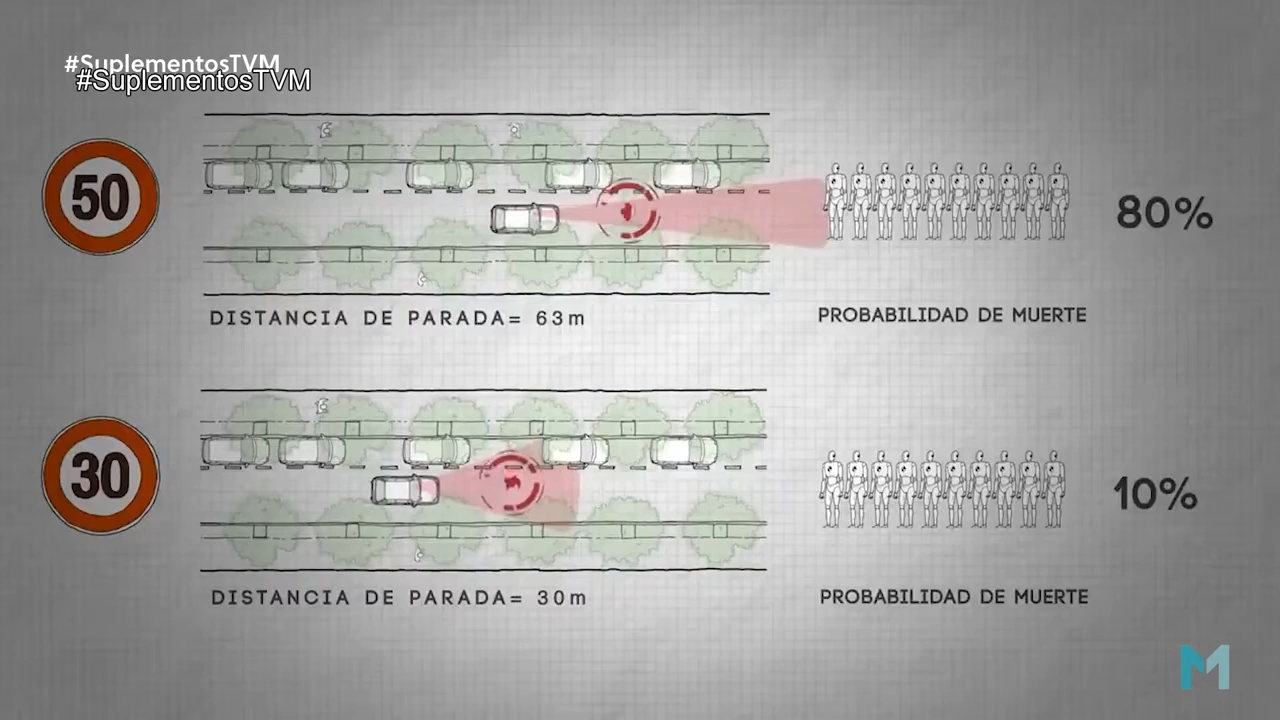 #SuplementosTVM
#SuplementosTVM
50
80%
DISTANCIA DE PARADA= 63m
PROBABILIDAD DE MUERTE
30
10%
DISTANCIA DE PARADA= 30m
PROBABILIDAD DE MUERTE
M